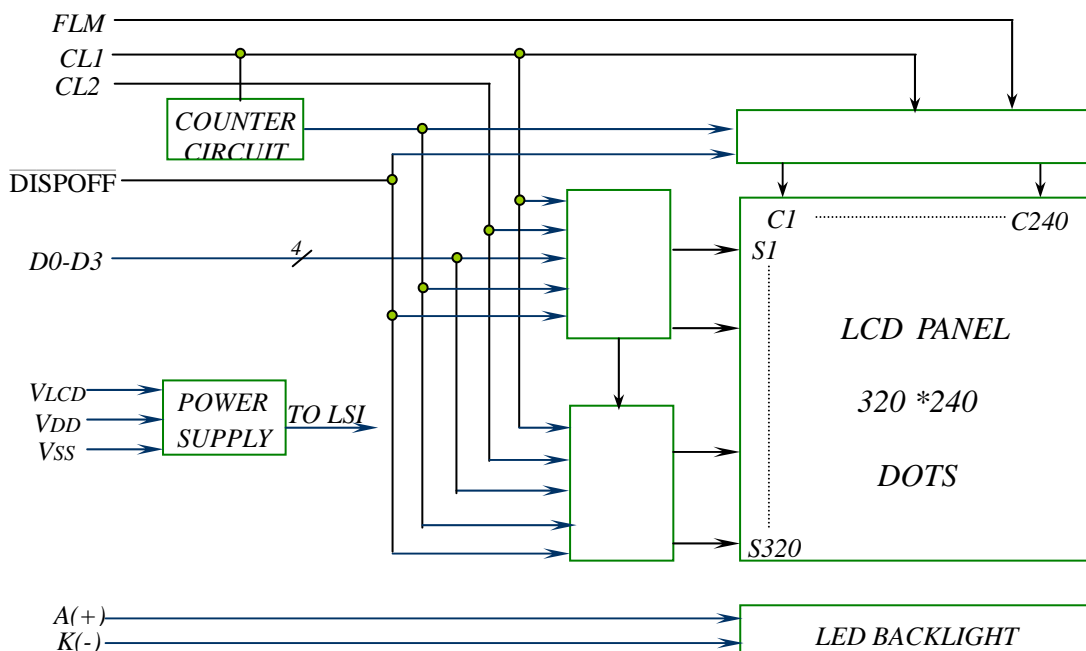 FLM
CL1
CL2
COUNTER
CIRCUIT
DISPOFF
C1
C240
S1
4
D0-D3
LCD PANEL
320 *240
DOTS
VLCD
VDD
VSS
POWER
SUPPLY
TO LSI
S320
A(+)
K(-)
LED BACKLIGHT